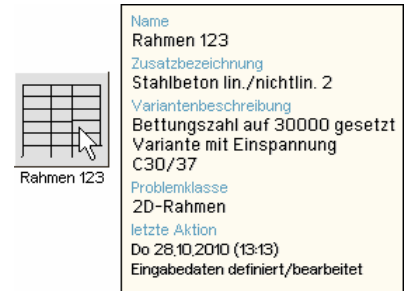 Name
Rahmen 123
Zusatzbezeichnung
Stahlbeton lin./nichtlin. 2
Variantenbeschreibung
Bettungszahl auf 30000 gesetzt
Variante mit Einspannung
C30/37
Problemklasse
2D-Rahmen
letzte Aktion
Do 28.10.2010 (13:13)
Eingabedaten definiert/bearbeitet
Rahmen 123